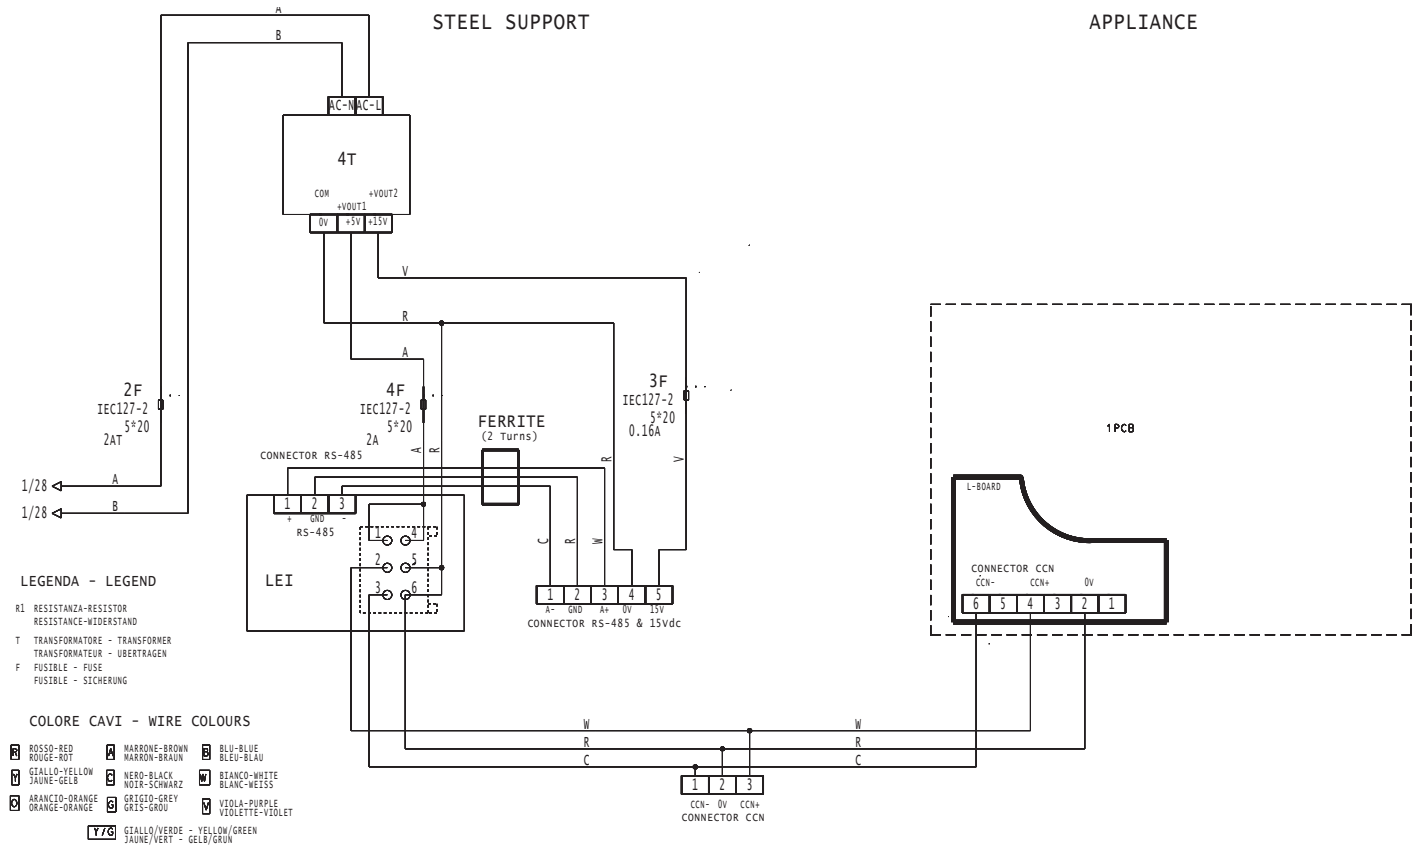 A
STEEL SUPPORT
APPLIANCE
B
AC-N
AC-L
4T
COM
+VOUT2
+VOUT1
0V
+5V
+15V
V
R
A
2F
IEC127-2
5*20
2AT
4F
IEC127-2
5*20
2A
3F
IEC127-2
5*20
0.16A
FERRITE
(2 Turns)
1PCB
A
R
R
V
CONNECTOR RS-485
1/28
A
1/28
B
1
2
3
+
GND
-
RS-485
LEI
1
4
2
5
3
6
C
R
W
1
2
3
4
5
A-
GND
A+
0V
15V
CONNECTOR RS-485 & 15Vdc
L-BOARD
CONNECTOR CCN
CCN-
CCN+
0V
6
5
4
3
2
1
LEGENDA - LEGEND
R1 RESISTANZA-RESISTOR
RESISTANCE-WIDERSTAND
T TRANSFORMATORE - TRANSFORMER
TRANSFORMATEUR - UBERTRAGEN
F FUSIBLE - FUSE
FUSIBLE - SICHERUNG
W
W
R
R
C
C
1
2
3
CCN-
0V
CCN+
CONNECTOR CCN
COLORE CAVI - WIRE COLOURS
R ROSSO-RED
ROUGE-ROT
A MARRONE-BROWN
MARRON-BRAUN
B BLU-BLUE
BLEU-BLAU
Y GIALLO-YELLOW
JAUNE-GELB
C NERO-BLACK
NOIR-SCHWARZ
W BIANCO-WHITE
BLANC-WEISS
O ARANCIO-ORANGE
ORANGE-ORANGE
G GRIGIO-GREY
GRIS-GROU
V VIOLA-PURPLE
VIOLETTE-VIOLET
Y/G GIALLO/VERDE - YELLOW/GREEN
JAUNE/VERT - GELB/GRUN